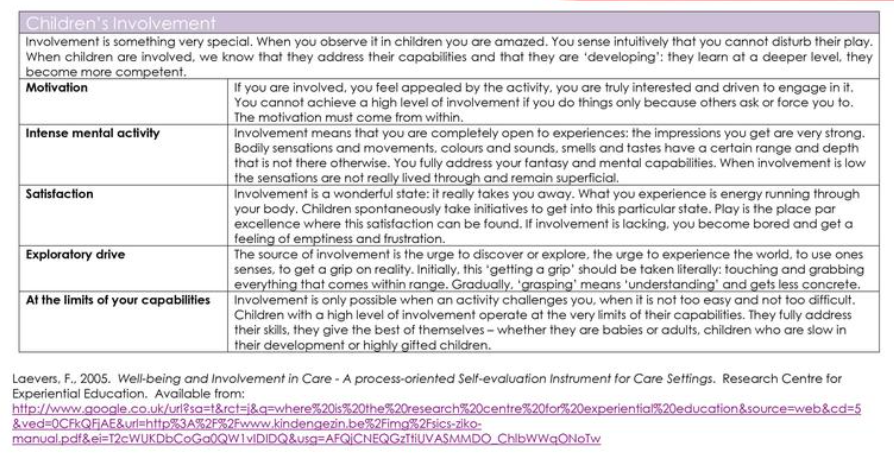 Children's Involvement
Involvement is something very special. When you observe it in children you are amazed. You sense intuitively that you cannot disturb their play.
When children are involved, we know that they address their capabilities and that they are 'developing': they learn at a deeper level, they
become more competent.
Motivation
If you are involved, you feel appealed by the activity, you are truly interested and driven to engage in it.
You cannot achieve a high level of involvement if you do things only because others ask or force you to.
The motivation must come from within.
Intense mental activity
Involvement means that you are completely open to experiences: the impressions you get are very strong.
Bodily sensations and movements, colours and sounds, smells and tastes have a certain range and depth
that is not there otherwise. You fully address your fantasy and mental capabilities. When involvement is low
the sensations are not really lived through and remain superficial.
Satisfaction
Involvement is a wonderful state: it really takes you away. What you experience is energy running through
your body. Children spontaneously take initiatives to get into this particular state. Play is the place par
excellence where this satisfaction can be found. If involvement is lacking, you become bored and get a
feeling of emptiness and frustration.
Exploratory drive
The source of involvement is the urge to discover or explore, the urge to experience the world, to use ones
senses, to get a grip on reality. Initially, this 'getting a grip' should be taken literally: touching and grabbing
everything that comes within range. Gradually, 'grasping' means 'understanding' and gets less concrete.
At the limits of your capabilities
Involvement is only possible when an activity challenges you, when it is not too easy and not too difficult.
Children with a high level of involvement operate at the very limits of their capabilities. They fully address
their skills, they give the best of themselves – whether they are babies or adults, children who are slow in
their development or highly gifted children.
Laevers, F., 2005. Well-being and Involvement in Care - A process-oriented Self-evaluation Instrument for Care Settings. Research Centre for
Experiential Education. Available from:
http://www.google.co.uk/url?sa=t&rct=j&q=where%20is%20the%20research%20centre%20for%20experiential%20education&source=web&cd=5
&ved=0CFkQFjAE&url=http%3A%2F%2Fwww.kindengezin.be%2Fimg%2Fsics-ziko-
manual.pdf&ei=T2cWUKDbCoGa0QW1vIDIDQ&usg=AFQjCNEQGzTtiUVASMMDO_ChlbWWqONoTw